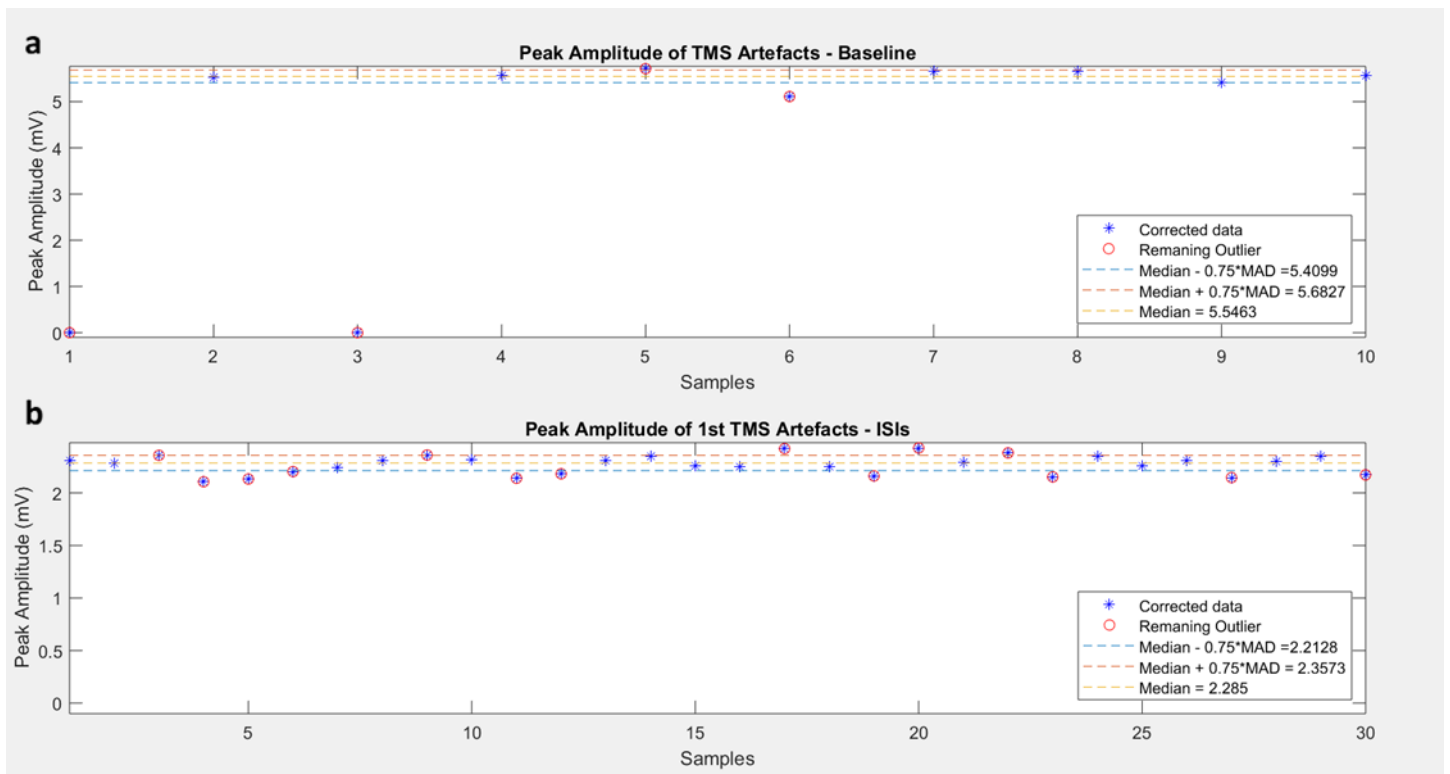 a
Peak Amplitude of TMS Artefacts - Baseline
Peak Amplitude (mV)
5
4
3
2
1
0
Corrected data
Remaning Outlier
Median - 0.75*MAD =5.4099
Median + 0.75*MAD = 5.6827
Median = 5.5463
1 2 3 4 5 6 7 8 9 10
Samples
b
Peak Amplitude of 1st TMS Artefacts - ISIs
Peak Amplitude (mV)
2
1.5
1
0.5
0
Corrected data
Remaning Outlier
Median - 0.75*MAD =2.2128
Median + 0.75*MAD = 2.3573
Median = 2.285
5 10 15 20 25 30
Samples